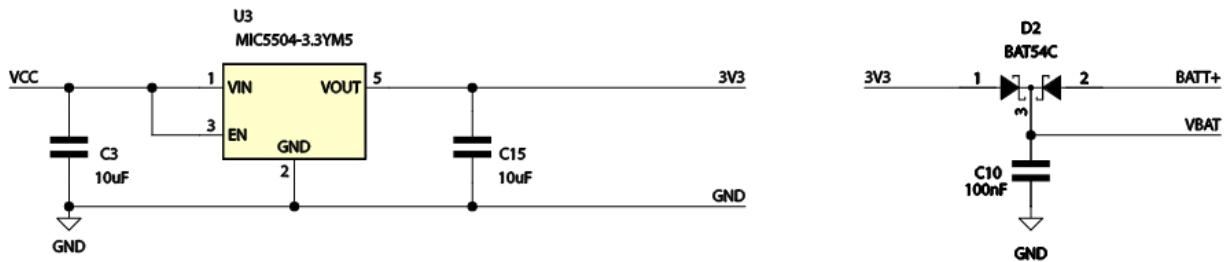 U3
MIC5504-3.3YM5
VCC
1
VIN
VOUT
5
3V3
3
EN
GND
2
C3
10uF
C15
10uF
GND
GND
D2
BAT54C
3V3
1
2
BATT+
3
VBAT
C10
100nF
GND